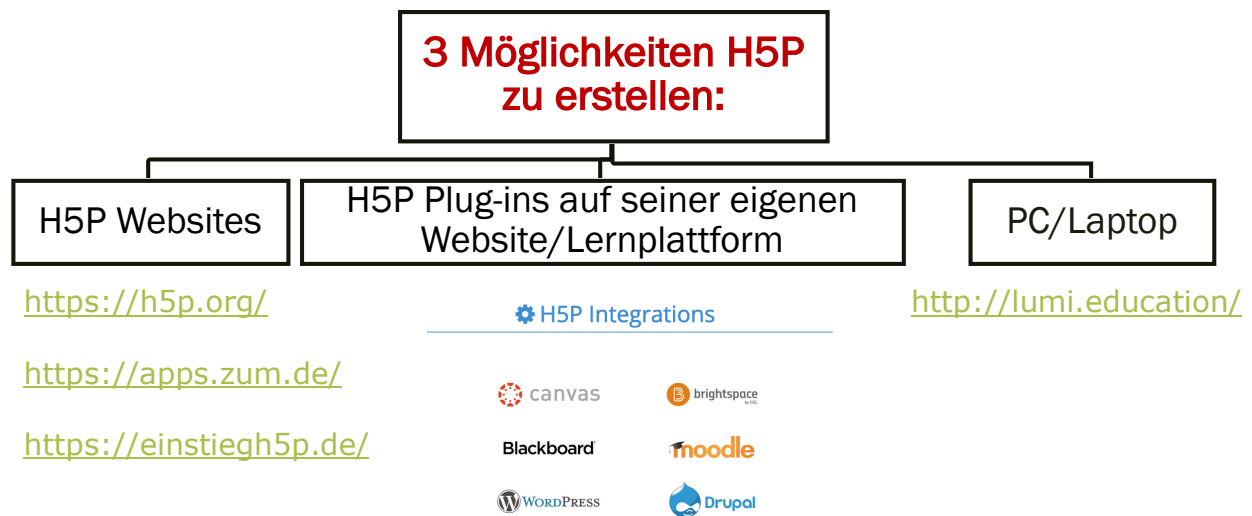 3 Möglichkeiten H5P
zu erstellen:
H5P Websites
H5P Plug-ins auf seiner eigenen
Website/Lernplattform
PC/Laptop
https://h5p.org/
https://apps.zum.de/
https://einstiegh5p.de/
H5P Integrations
canvas
brightspace
by D2L
Blackboard
moodle
WORDPRESS
Drupal
http://lumi.education/